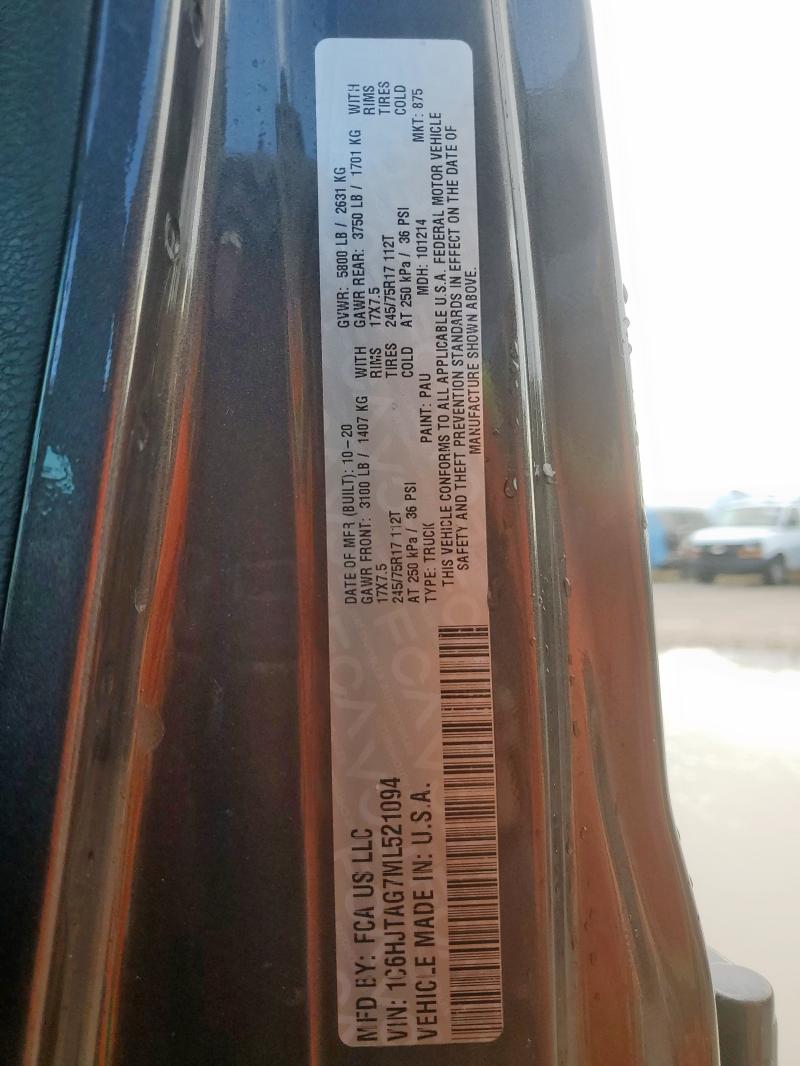 MFD BY: FCA US LLC
VIN: 1C6HJTAG7ML521094
VEHICLE MADE IN: U.S.A.
DATE OF MFR (BUILT): 10-20
GVWR: 5800 LB / 2631 KG
GAWR FRONT: 3100 LB / 1407 KG WITH
GAWR REAR: 3750 LB / 1701 KG WITH
17X7.5 RIMS
17X7.5 RIMS
245/75R17 112T TIRES
245/75R17 112T TIRES
AT 250 kPa / 36 PSI COLD
AT 250 kPa / 36 PSI COLD
TYPE: TRUCK PAINT: PAU MDH: 101214 MKT: 875
THIS VEHICLE CONFORMS TO ALL APPLICABLE U.S.A. FEDERAL MOTOR VEHICLE
SAFETY AND THEFT PREVENTION STANDARDS IN EFFECT ON THE DATE OF
MANUFACTURE SHOWN ABOVE.